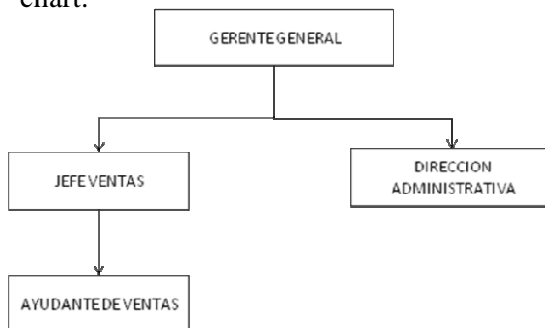 chart.
GERENTE GENERAL
JEFE VENTAS
DIRECCION
ADMINISTRATIVA
AYUDANTE DE VENTAS